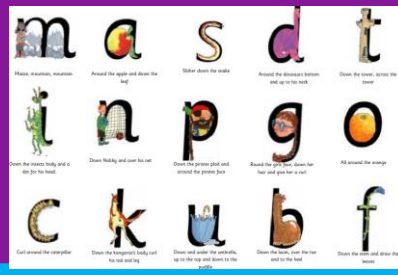 m a s d t
Maisie, mountain, mountain
Around the apple and down the
leaf
Slither down the snake
Around the dinosaurs bottom
and up to his neck
Down the tower, across the
tower
i n p g o
Down the insects body and a
dot for his head.
Down Nobby and over his net
Down the pirates plait and
around the pirates face
Round the girls face, down her
hair and give her a curl
All around the orange
c k u b f
Curl around the caterpillar
Down the kangaroo's body curl
his tail and leg
Down and under the umbrella,
up to the top and down to the
puddle
Down the laces, over the toe
and to the heel
Down the stem and draw the
leaves